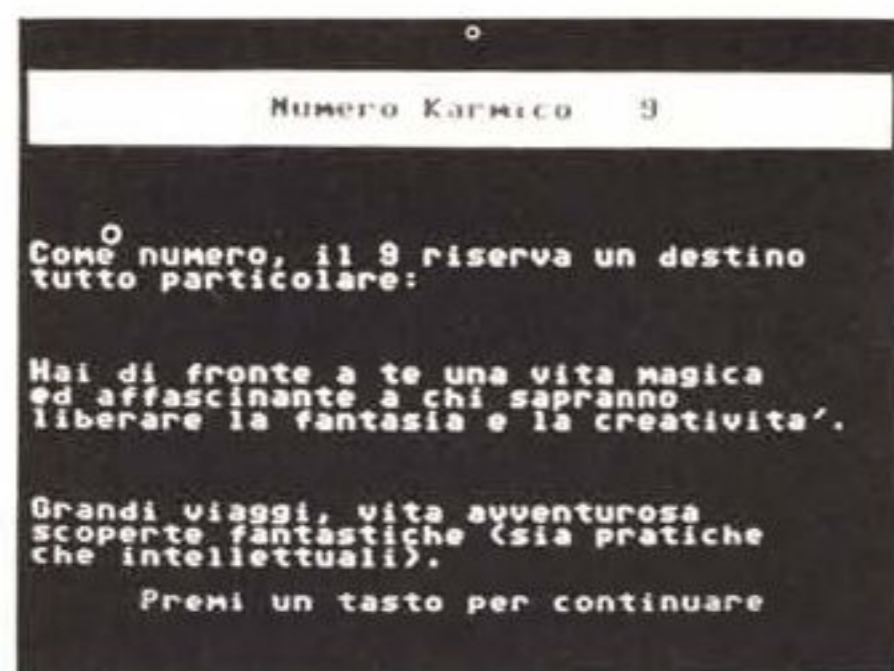 Numero Karmico 9
Come numero, il 9 riserva un destino
tutto particolare:
Hai di fronte a te una vita magica
ed affascinante a chi sapranno
liberare la fantasia e la creativita'.
Grandi viaggi, vita avventurosa
scoperte fantastiche (sia pratiche
che intellettuali).
Premi un tasto per continuare